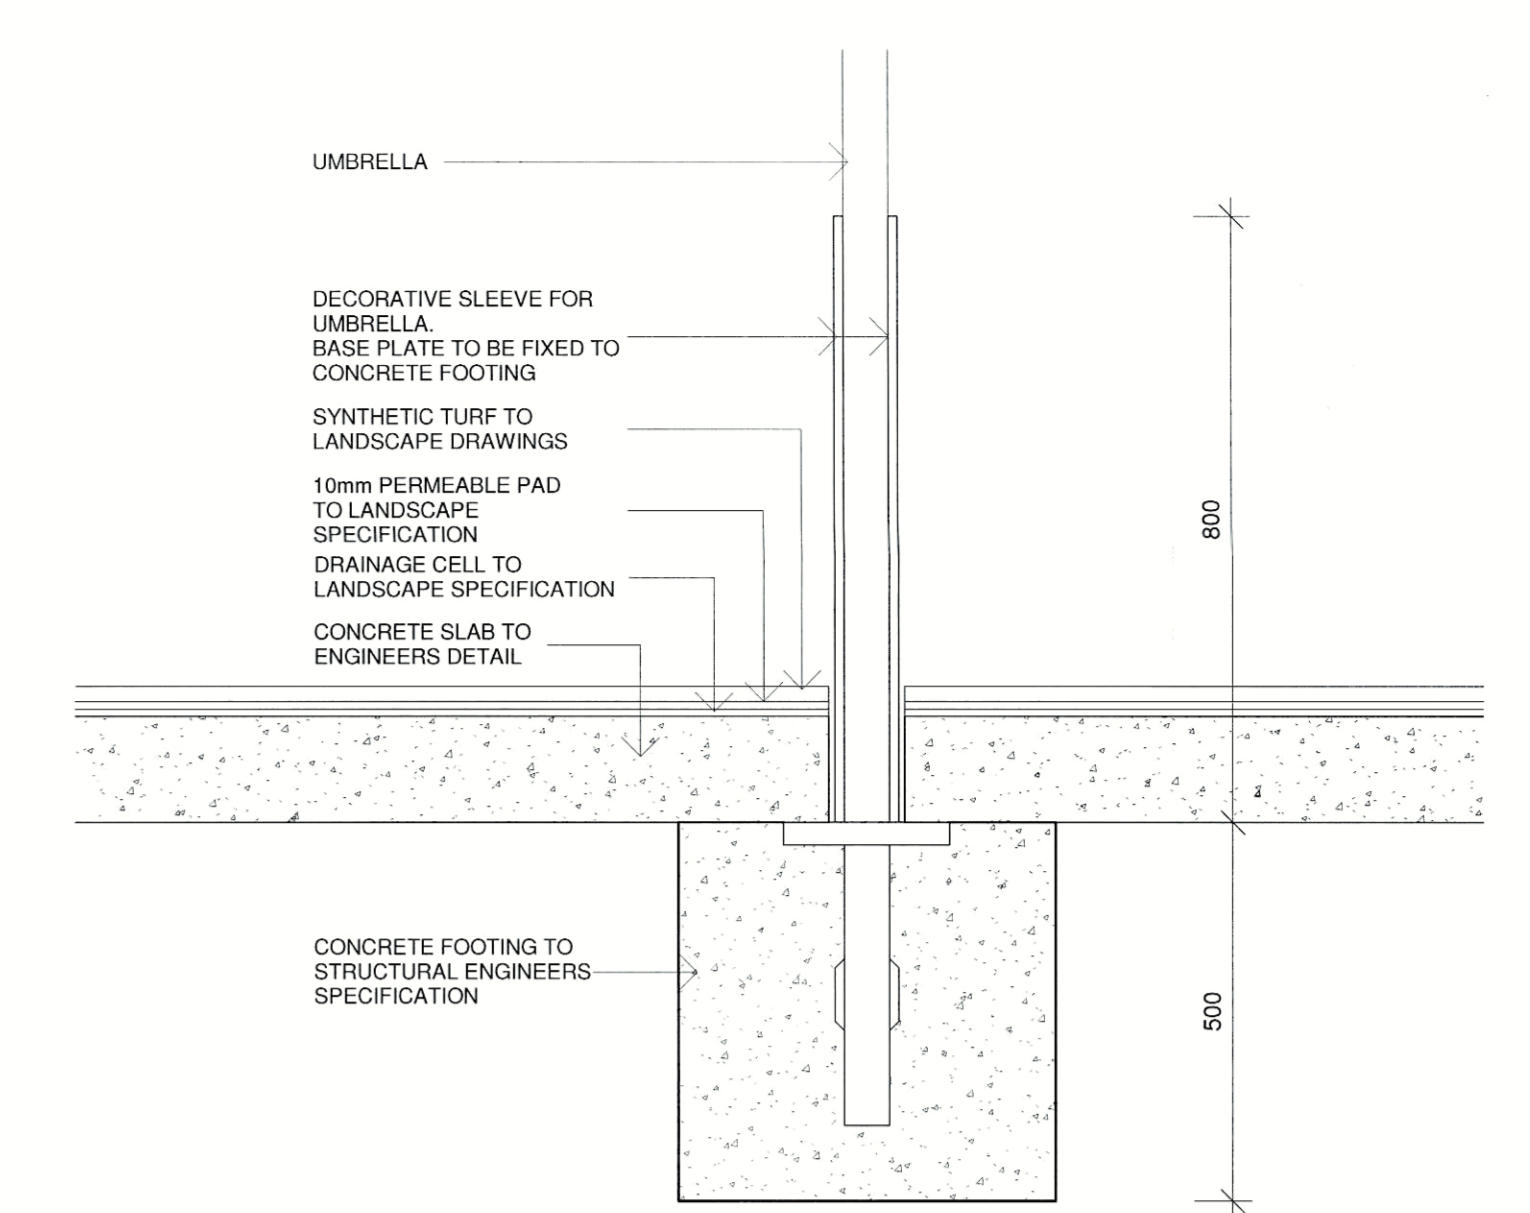 UMBRELLA
DECORATIVE SLEEVE FOR
UMBRELLA.
BASE PLATE TO BE FIXED TO
CONCRETE FOOTING
SYNTHETIC TURF TO
LANDSCAPE DRAWINGS
10mm PERMEABLE PAD
TO LANDSCAPE
SPECIFICATION
DRAINAGE CELL TO
LANDSCAPE SPECIFICATION
CONCRETE SLAB TO
ENGINEERS DETAIL
CONCRETE FOOTING TO
STRUCTURAL ENGINEERS
SPECIFICATION
800
500